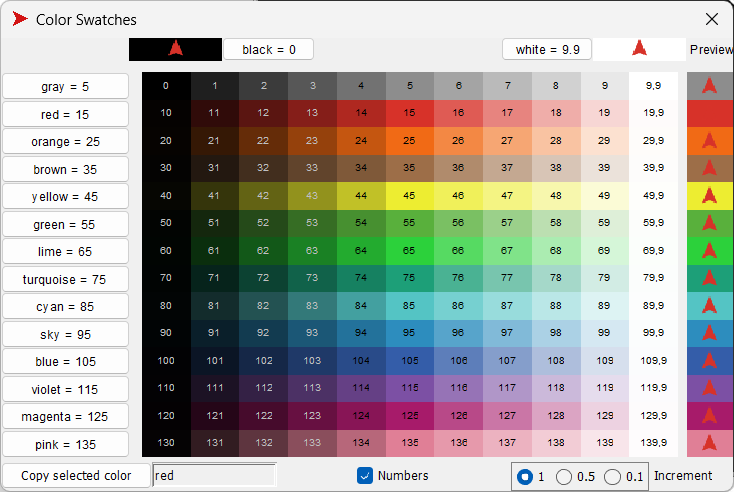 Color Swatches
black = 0 white = 9.9 Preview
gray = 5 0 1 2 3 4 5 6 7 8 9 9,9
red = 15 10 11 12 13 14 15 16 17 18 19 19,9
orange = 25 20 21 22 23 24 25 26 27 28 29 29,9
brown = 35 30 31 32 33 34 35 36 37 38 39 39,9
yellow = 45 40 41 42 43 44 45 46 47 48 49 49,9
green = 55 50 51 52 53 54 55 56 57 58 59 59,9
lime = 65 60 61 62 63 64 65 66 67 68 69 69,9
turquoise = 75 70 71 72 73 74 75 76 77 78 79 79,9
cyan = 85 80 81 82 83 84 85 86 87 88 89 89,9
sky = 95 90 91 92 93 94 95 96 97 98 99 99,9
blue = 105 100 101 102 103 104 105 106 107 108 109 109,9
violet = 115 110 111 112 113 114 115 116 117 118 119 119,9
magenta = 125 120 121 122 123 124 125 126 127 128 129 129,9
pink = 135 130 131 132 133 134 135 136 137 138 139 139,9
Copy selected color red Numbers 1 0.5 0.1 Increment